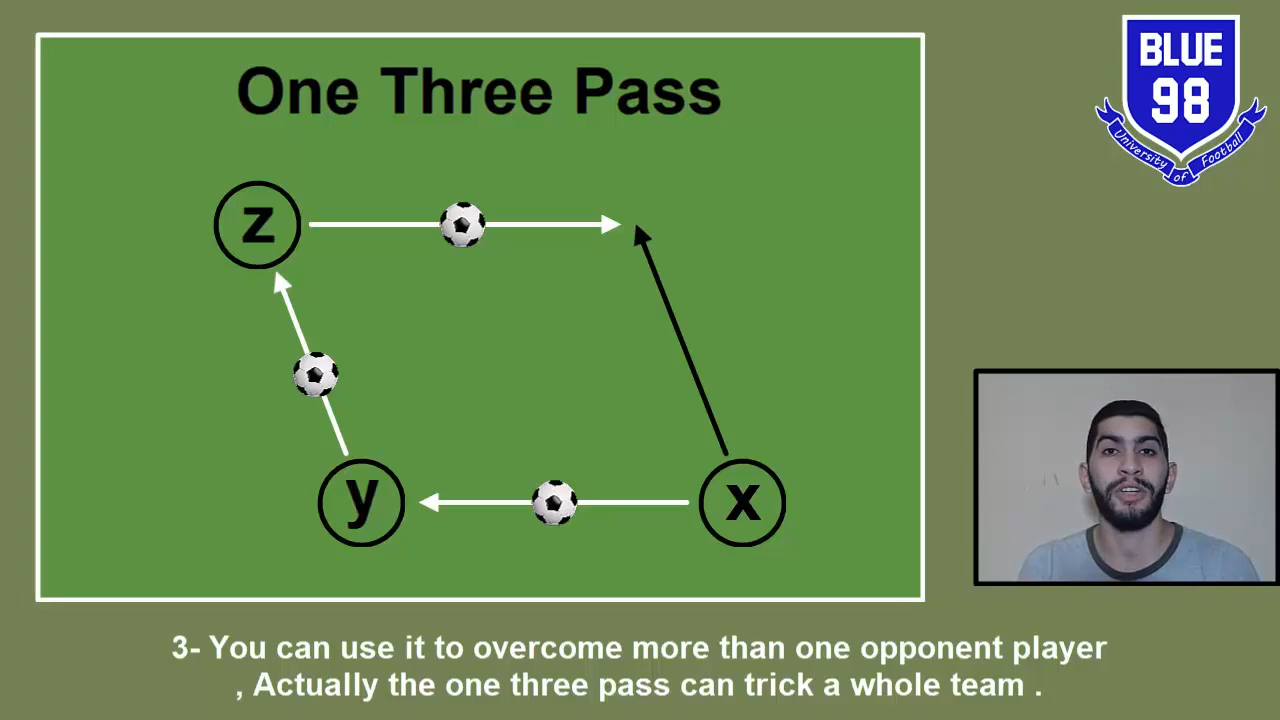 One Three Pass
z
y
x
BLUE
98
University of Football
3- You can use it to overcome more than one opponent player
, Actually the one three pass can trick a whole team .